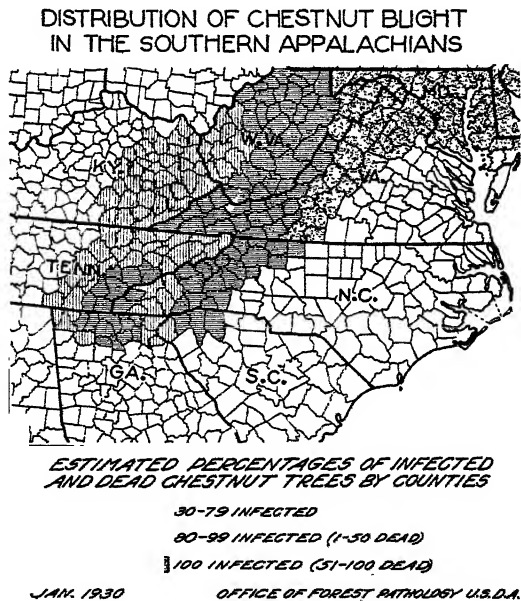 DISTRIBUTION OF CHESTNUT BLIGHT
IN THE SOUTHERN APPALACHIANS
MD.
W.VA.
KY.
VA.
TENN.
N.C.
GA.
S.C.
ESTIMATED PERCENTAGES OF INFECTED
AND DEAD CHESTNUT TREES BY COUNTIES
30-79 INFECTED
80-99 INFECTED (1-50 DEAD)
100 INFECTED (51-100 DEAD)
JAN. 1930 OFFICE OF FOREST PATHOLOGY U.S.D.A.